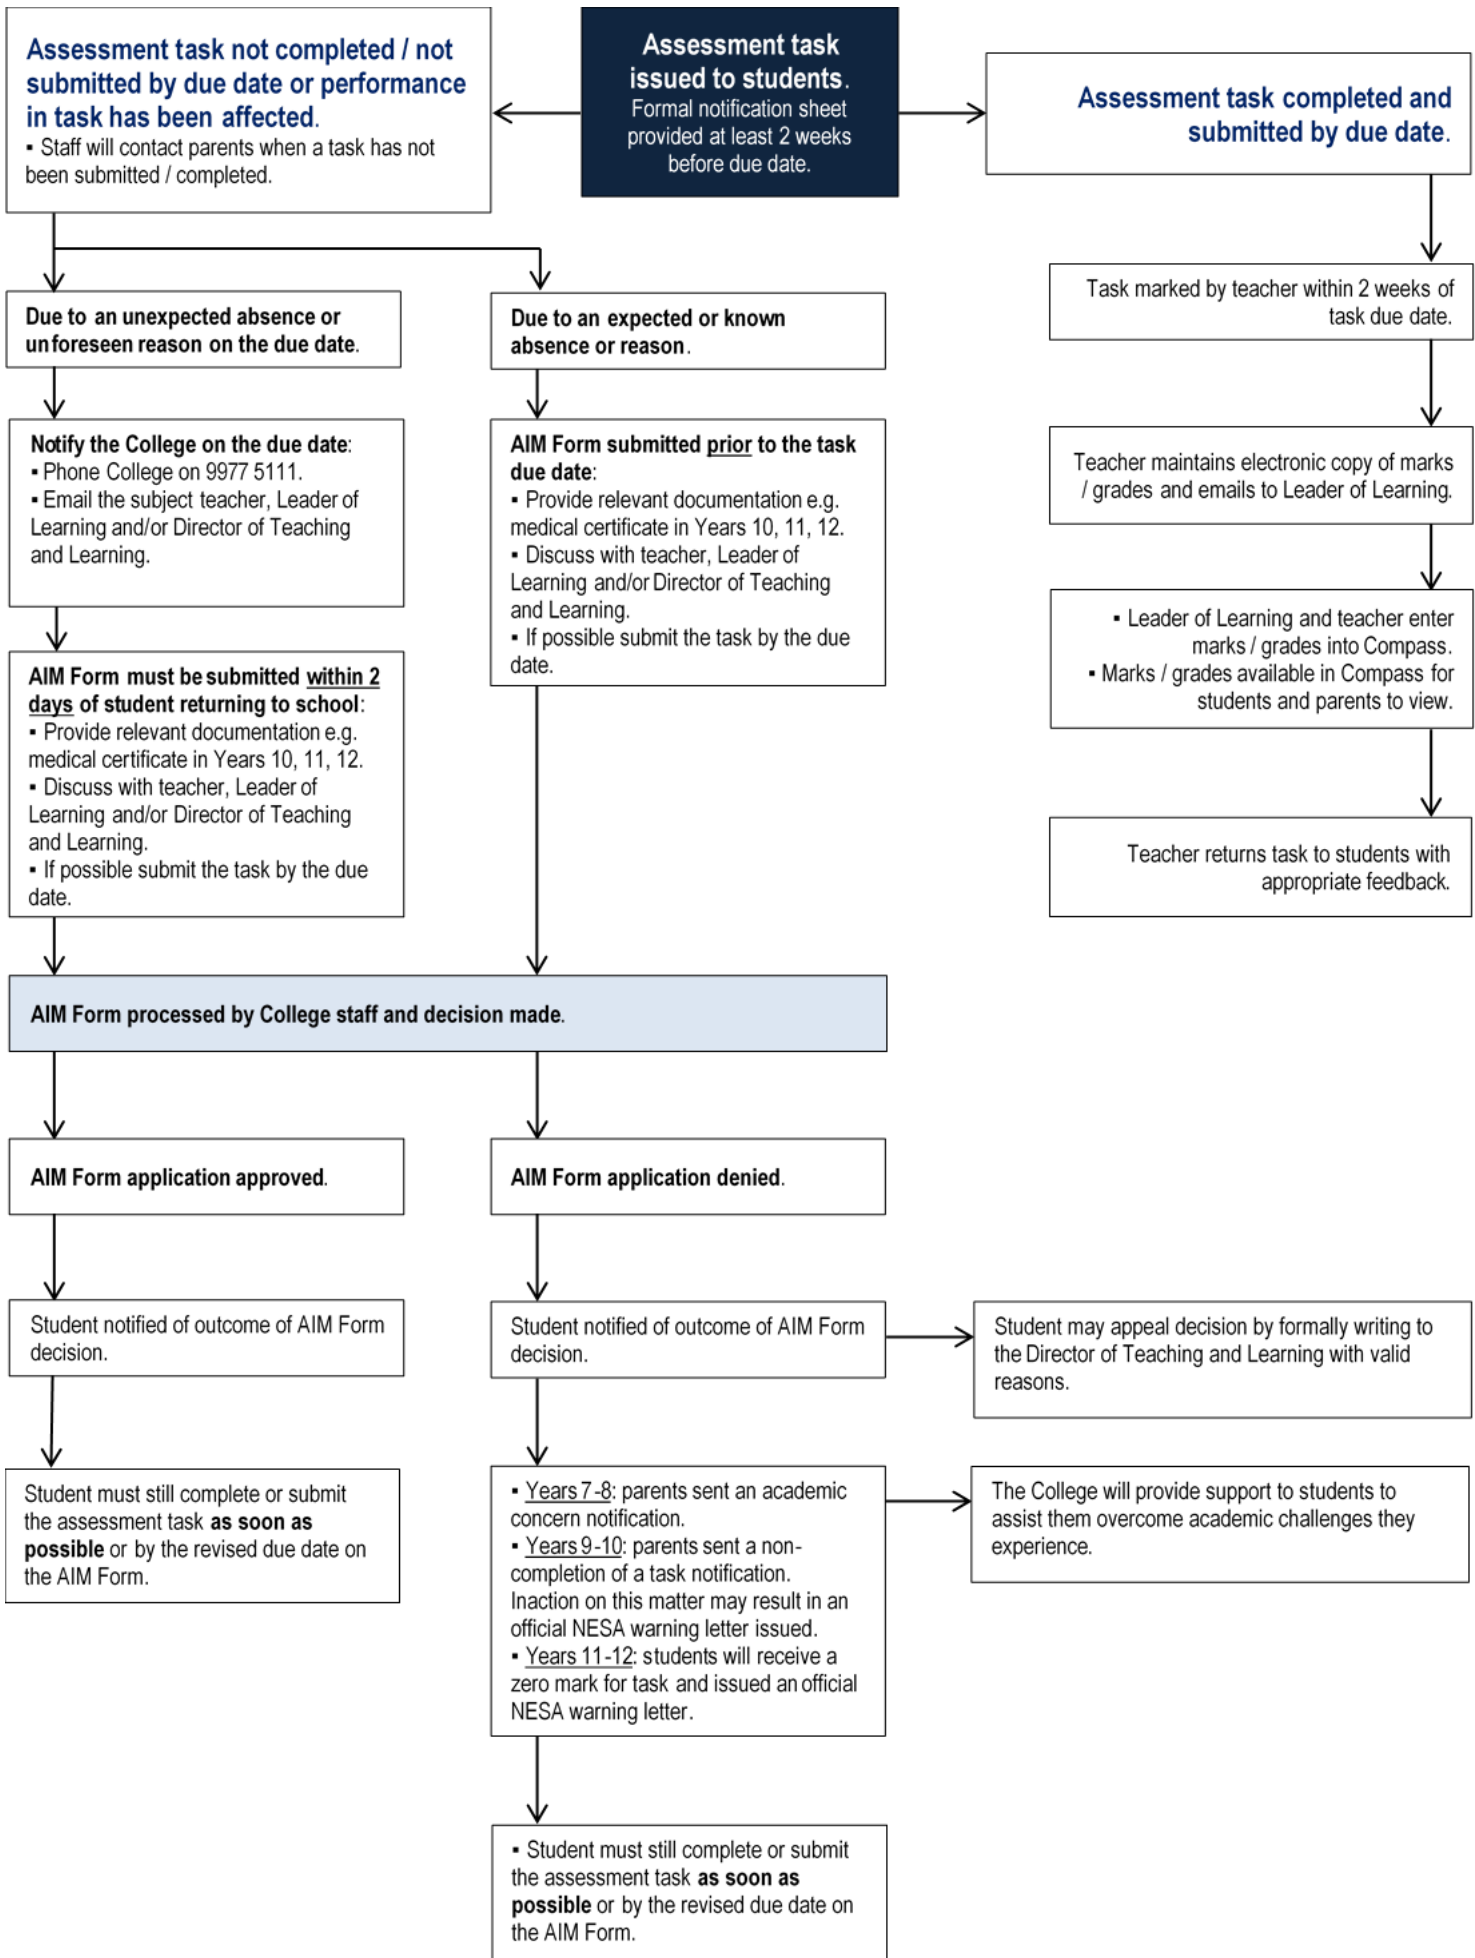 Assessment task not completed / not
submitted by due date or performance
in task has been affected.
▪ Staff will contact parents when a task has not
been submitted / completed.
Assessment task
issued to students.
Formal notification sheet
provided at least 2 weeks
before due date.
Assessment task completed and
submitted by due date.
Due to an unexpected absence or
unforeseen reason on the due date.
Due to an expected or known
absence or reason.
Task marked by teacher within 2 weeks of
task due date.
Notify the College on the due date:
▪ Phone College on 9977 5111.
▪ Email the subject teacher, Leader of
Learning and/or Director of Teaching
and Learning.
AIM Form submitted prior to the task
due date:
▪ Provide relevant documentation e.g.
medical certificate in Years 10, 11, 12.
▪ Discuss with teacher, Leader of
Learning and/or Director of Teaching
and Learning.
▪ If possible submit the task by the due
date.
Teacher maintains electronic copy of marks
/ grades and emails to Leader of Learning.
AIM Form must be submitted within 2
days of student returning to school:
▪ Provide relevant documentation e.g.
medical certificate in Years 10, 11, 12.
▪ Discuss with teacher, Leader of
Learning and/or Director of Teaching
and Learning.
▪ If possible submit the task by the due
date.
▪ Leader of Learning and teacher enter
marks / grades into Compass.
▪ Marks / grades available in Compass for
students and parents to view.
Teacher returns task to students with
appropriate feedback.
AIM Form processed by College staff and decision made.
AIM Form application approved.
AIM Form application denied.
Student notified of outcome of AIM Form
decision.
Student notified of outcome of AIM Form
decision.
Student may appeal decision by formally writing to
the Director of Teaching and Learning with valid
reasons.
Student must still complete or submit
the assessment task as soon as
possible or by the revised due date on
the AIM Form.
▪ Years 7-8: parents sent an academic
concern notification.
▪ Years 9-10: parents sent a non-
completion of a task notification.
Inaction on this matter may result in an
official NESA warning letter issued.
▪ Years 11-12: students will receive a
zero mark for task and issued an official
NESA warning letter.
The College will provide support to students to
assist them overcome academic challenges they
experience.
▪ Student must still complete or submit
the assessment task as soon as
possible or by the revised due date on
the AIM Form.